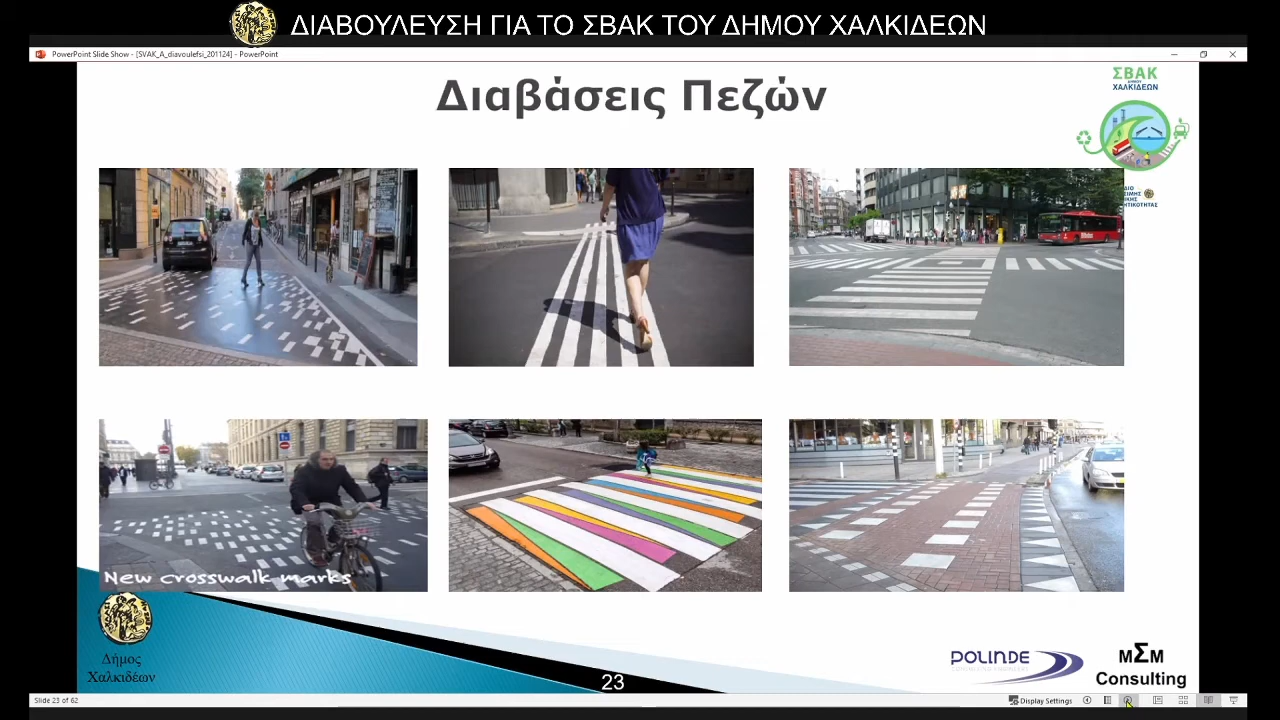 ΔΙΑΒΟΥΛΕΥΣΗ ΓΙΑ ΤΟ ΣΒΑΚ ΤΟΥ ΔΗΜΟΥ ΧΑΛΚΙΔΕΩΝ
PowerPoint Slide Show - [SVAK_A_diavoulefsi_201124] - PowerPoint
Διαβάσεις Πεζών
ΣΒΑΚ
ΔΗΜΟΥ
ΧΑΛΚΙΔΕΩΝ
New crosswalk marks
Δήμος
Χαλκιδέων
23
POLINDE
ΜΣΜ
Consulting
Slide 23 of 62
Display Settings